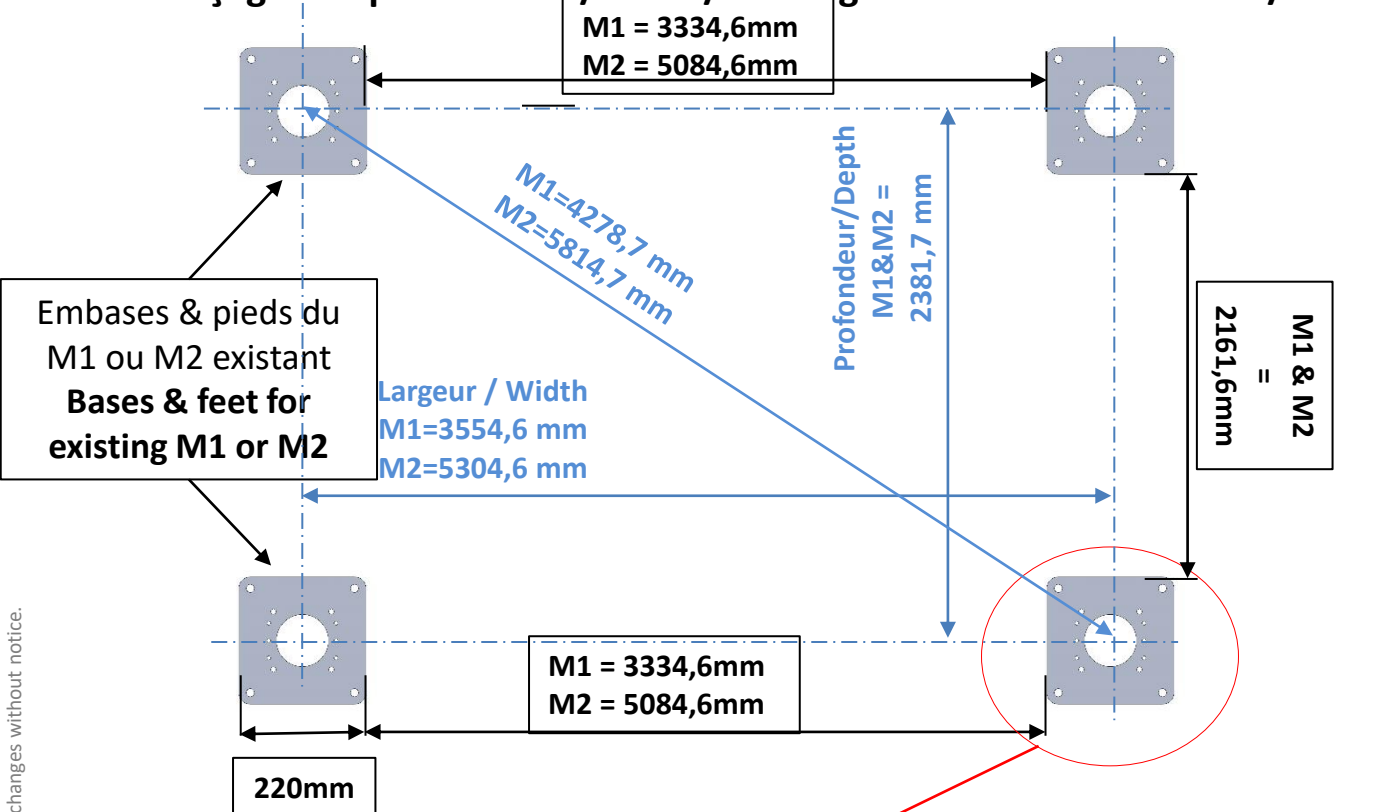 M1 = 3334,6mm
M2 = 5084,6mm
M1=4278,7 mm
M2=5814,7 mm
Profondeur/Depth
M1&M2 =
2381,7 mm
Embases & pieds du
M1 ou M2 existant
Bases & feet for
existing M1 or M2
Largeur / Width
M1=3554,6 mm
M2=5304,6 mm
M1 & M2
=
2161,6mm
M1 = 3334,6mm
M2 = 5084,6mm
220mm
changes without notice.